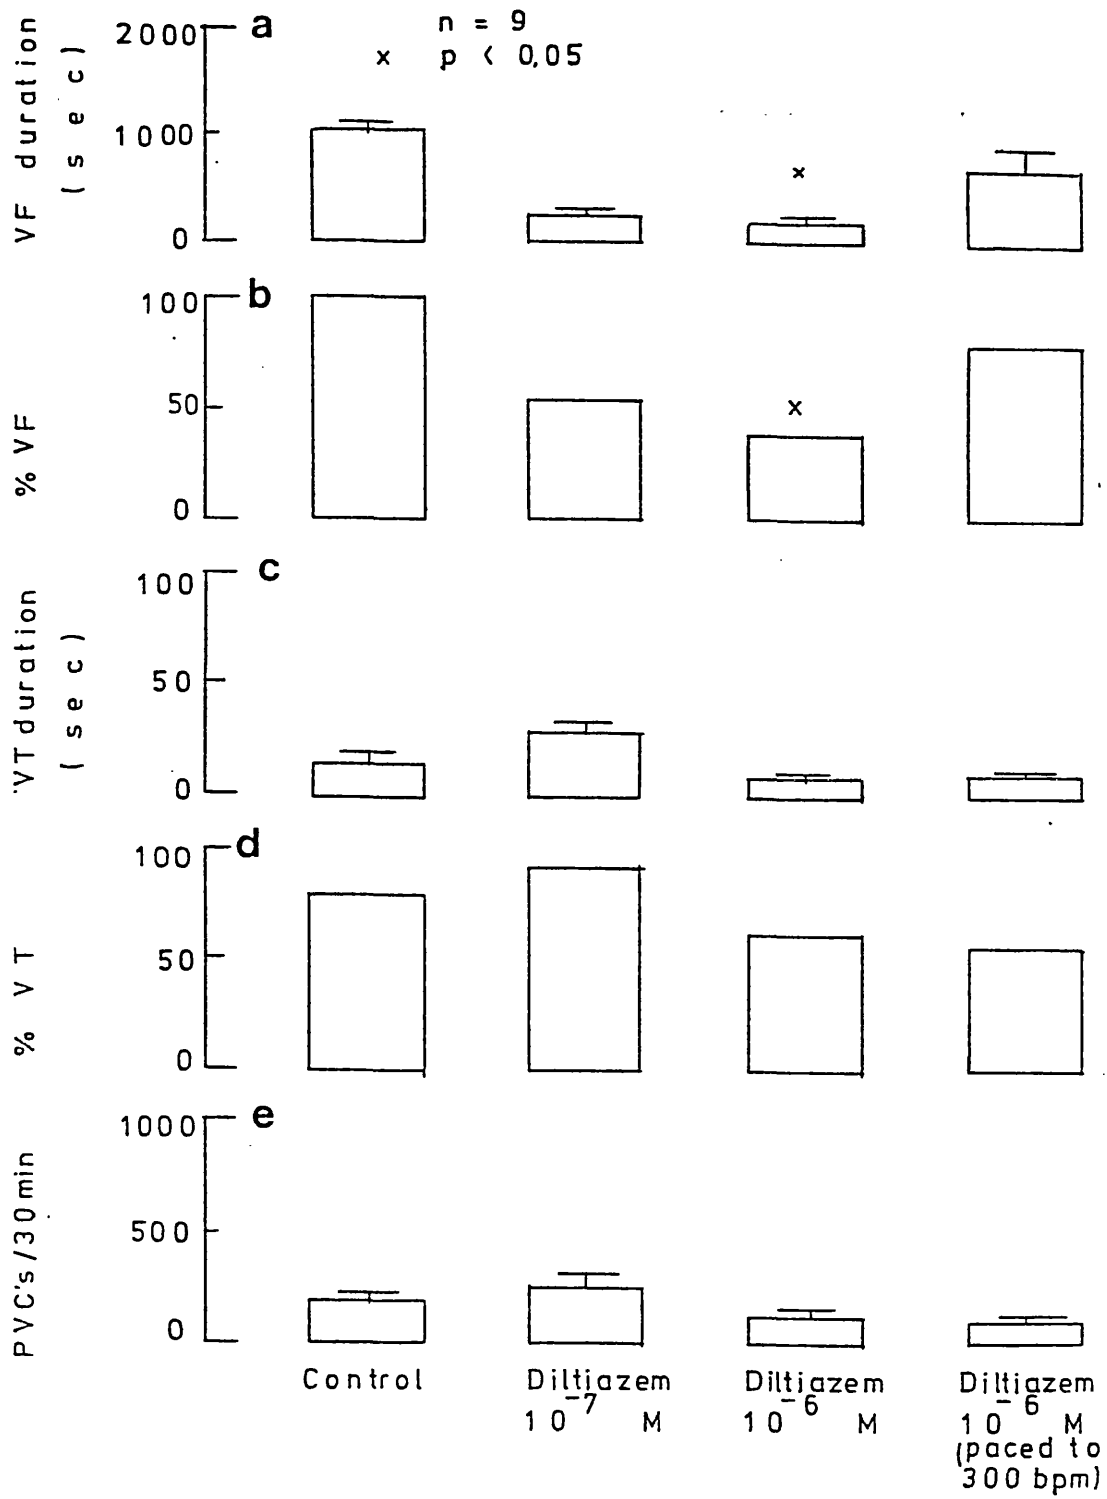 a
n = 9
x p < 0,05
VF duration
(sec)
2000
1000
0
x
b
% VF
100
50
0
x
c
VT duration
(sec)
100
50
0
d
% VT
100
50
0
e
PVC's/30min
1000
500
0
Control
Diltiazem
10⁻⁷ M
Diltiazem
10⁻⁶ M
Diltiazem
10⁻⁶ M
(paced to
300 bpm)